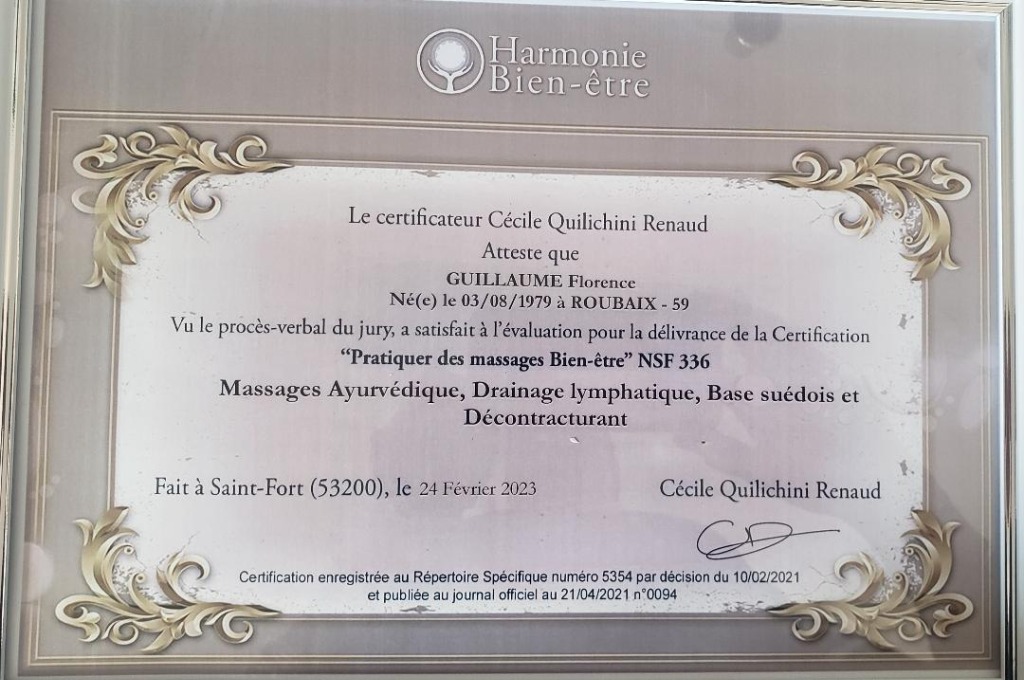 Harmonie
Bien-être
Le certificateur Cécile Quilichini Renaud
Atteste que
GUILLAUME Florence
Né(e) le 03/08/1979 à ROUBAIX - 59
Vu le procès-verbal du jury, a satisfait à l'évaluation pour la délivrance de la Certification
“Pratiquer des massages Bien-être” NSF 336
Massages Ayurvédique, Drainage lymphatique, Base suédois et
Décontracturant
Fait à Saint-Fort (53200), le 24 Février 2023
Cécile Quilichini Renaud
Certification enregistrée au Répertoire Spécifique numéro 5354 par décision du 10/02/2021
et publiée au journal officiel au 21/04/2021 n°0094